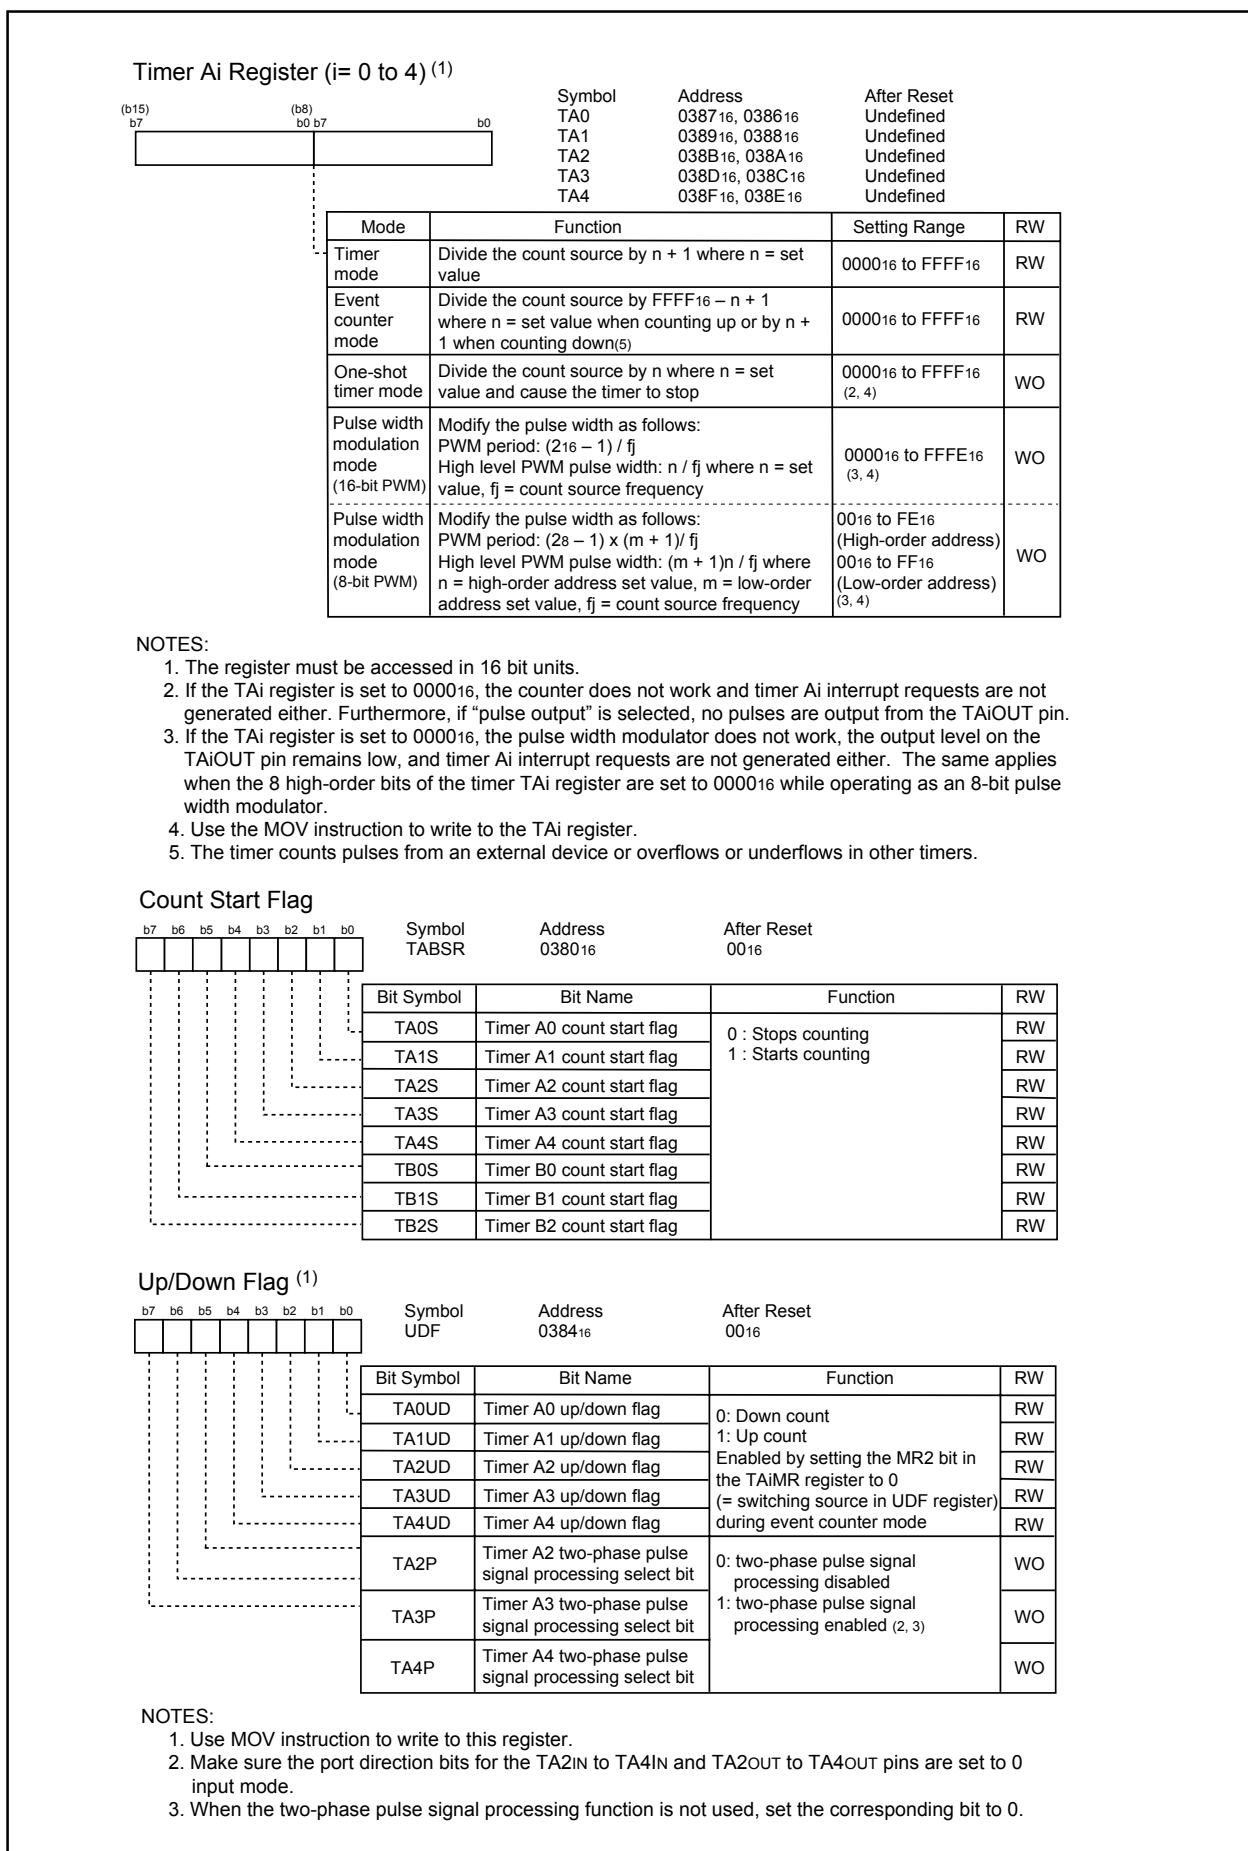 Timer Ai Register (i= 0 to 4) (1)
(b15) (b8)
b7 b0 b7 b0
Symbol Address After Reset
TA0 038716, 038616 Undefined
TA1 038916, 038816 Undefined
TA2 038B16, 038A16 Undefined
TA3 038D16, 038C16 Undefined
TA4 038F16, 038E16 Undefined
Mode Function Setting Range RW
Timer mode
Divide the count source by n + 1 where n = set
value
000016 to FFFF16 RW
Event
counter
mode
Divide the count source by FFFF16 – n + 1
where n = set value when counting up or by n +
1 when counting down(5)
000016 to FFFF16 RW
One-shot
timer mode
Divide the count source by n where n = set
value and cause the timer to stop
000016 to FFFF16
(2, 4)
WO
Pulse width
modulation
mode
(16-bit PWM)
Modify the pulse width as follows:
PWM period: (216 – 1) / fj
High level PWM pulse width: n / fj where n = set
value, fj = count source frequency
000016 to FFFE16
(3, 4)
WO
Pulse width
modulation
mode
(8-bit PWM)
Modify the pulse width as follows:
PWM period: (28 – 1) x (m + 1)/ fj
High level PWM pulse width: (m + 1)n / fj where
n = high-order address set value, m = low-order
address set value, fj = count source frequency
0016 to FE16
(High-order address)
0016 to FF16
(Low-order address)
(3, 4)
WO
NOTES:
1. The register must be accessed in 16 bit units.
2. If the TAi register is set to 000016, the counter does not work and timer Ai interrupt requests are not
generated either. Furthermore, if “pulse output” is selected, no pulses are output from the TAiOUT pin.
3. If the TAi register is set to 000016, the pulse width modulator does not work, the output level on the
TAiOUT pin remains low, and timer Ai interrupt requests are not generated either. The same applies
when the 8 high-order bits of the timer TAi register are set to 000016 while operating as an 8-bit pulse
width modulator.
4. Use the MOV instruction to write to the TAi register.
5. The timer counts pulses from an external device or overflows or underflows in other timers.
Count Start Flag
b7 b6 b5 b4 b3 b2 b1 b0
Symbol Address After Reset
TABSR 038016 0016
Bit Symbol Bit Name Function RW
TA0S Timer A0 count start flag RW
0 : Stops counting
1 : Starts counting
TA1S Timer A1 count start flag RW
TA2S Timer A2 count start flag RW
TA3S Timer A3 count start flag RW
TA4S Timer A4 count start flag RW
TB0S Timer B0 count start flag RW
TB1S Timer B1 count start flag RW
TB2S Timer B2 count start flag RW
Up/Down Flag (1)
b7 b6 b5 b4 b3 b2 b1 b0
Symbol Address After Reset
UDF 038416 0016
Bit Symbol Bit Name Function RW
TA0UD Timer A0 up/down flag RW
TA1UD Timer A1 up/down flag RW
TA2UD Timer A2 up/down flag RW
TA3UD Timer A3 up/down flag RW
TA4UD Timer A4 up/down flag RW
0: Down count
1: Up count
Enabled by setting the MR2 bit in
the TAiMR register to 0
(= switching source in UDF register)
during event counter mode
TA2P
Timer A2 two-phase pulse
signal processing select bit
WO
0: two-phase pulse signal
processing disabled
1: two-phase pulse signal
processing enabled (2, 3)
TA3P
Timer A3 two-phase pulse
signal processing select bit
WO
TA4P
Timer A4 two-phase pulse
signal processing select bit
WO
NOTES:
1. Use MOV instruction to write to this register.
2. Make sure the port direction bits for the TA2IN to TA4IN and TA2OUT to TA4OUT pins are set to 0
input mode.
3. When the two-phase pulse signal processing function is not used, set the corresponding bit to 0.